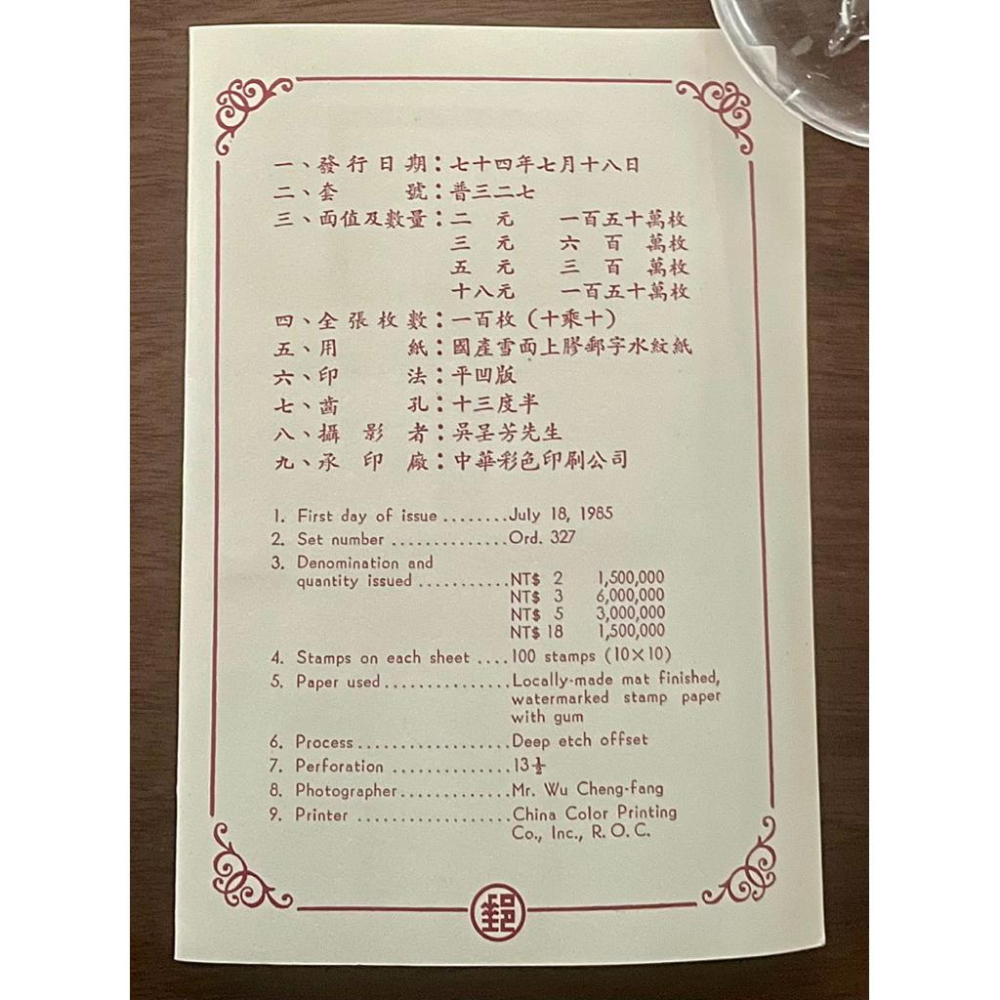 一、發行日期：七十四年七月十八日
二、套號：普三二七
三、面值及數量：二元 一百五十萬枚
三元 六百萬枚
五元 三百萬枚
十八元 一百五十萬枚
四、全張枚數：一百枚（十乘十）
五、用紙：國產雪面上膠郵字水紋紙
六、印法：平凹版
七、齒孔：十三度半
八、攝影者：吳呈芳先生
九、承印廠：中華彩色印刷公司
1. First day of issue ........July 18, 1985
2. Set number ..............Ord. 327
3. Denomination and
quantity issued ...........NT$ 2 1,500,000
NT$ 3 6,000,000
NT$ 5 3,000,000
NT$ 18 1,500,000
4. Stamps on each sheet ....100 stamps (10×10)
5. Paper used...............Locally-made mat finished,
watermarked stamp paper
with gum
6. Process..................Deep etch offset
7. Perforation ..............13½
8. Photographer.............Mr. Wu Cheng-fang
9. Printer ..................China Color Printing
Co., Inc., R. O. C.
郵